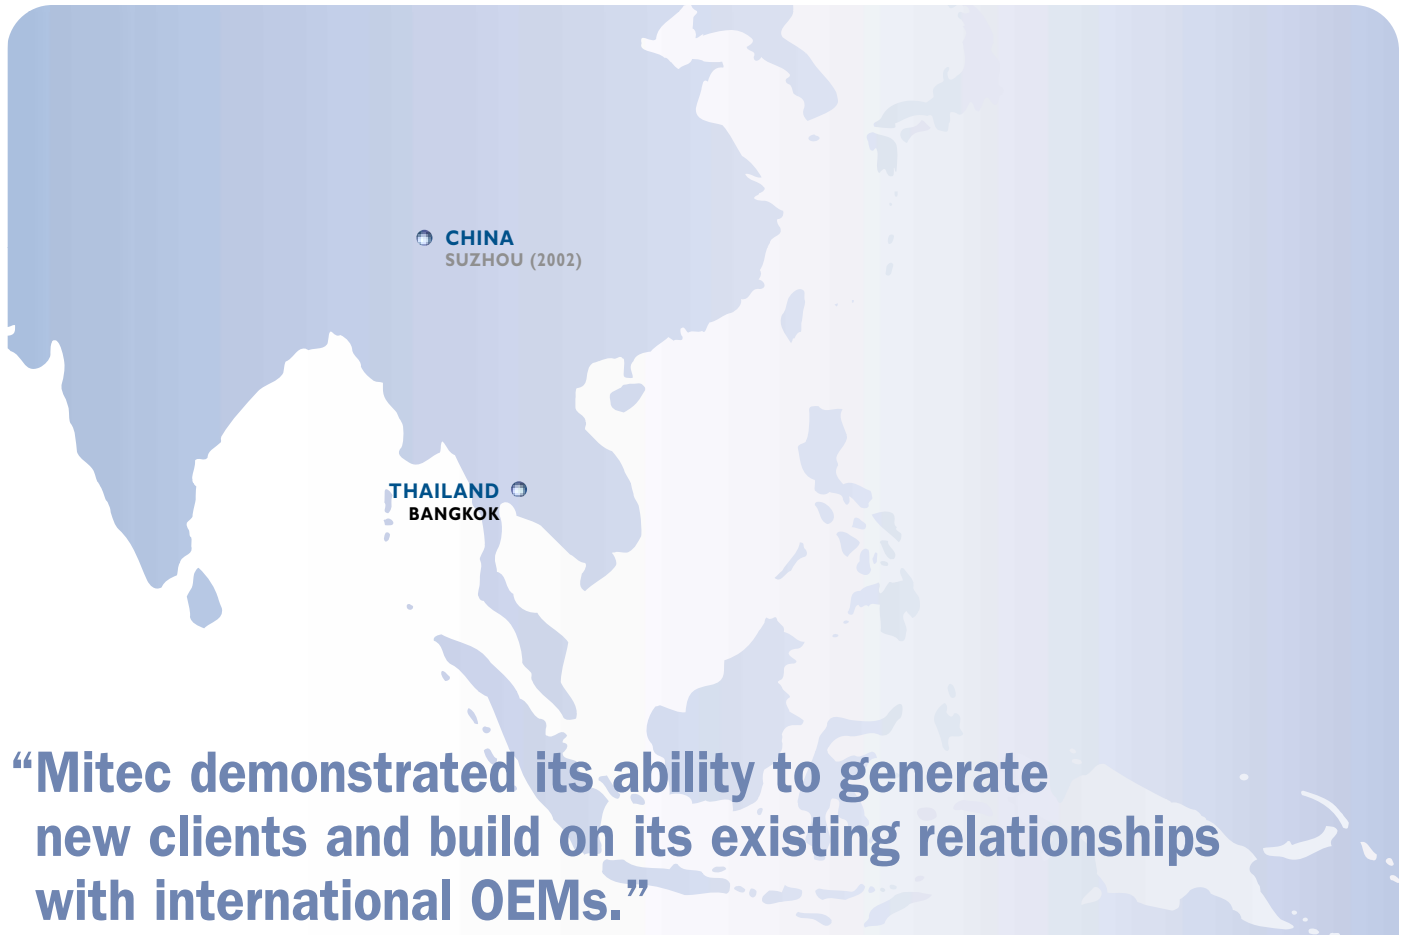 CHINA
SUZHOU (2002)
THAILAND
BANGKOK
“Mitec demonstrated its ability to generate
new clients and build on its existing relationships
with international OEMs.”